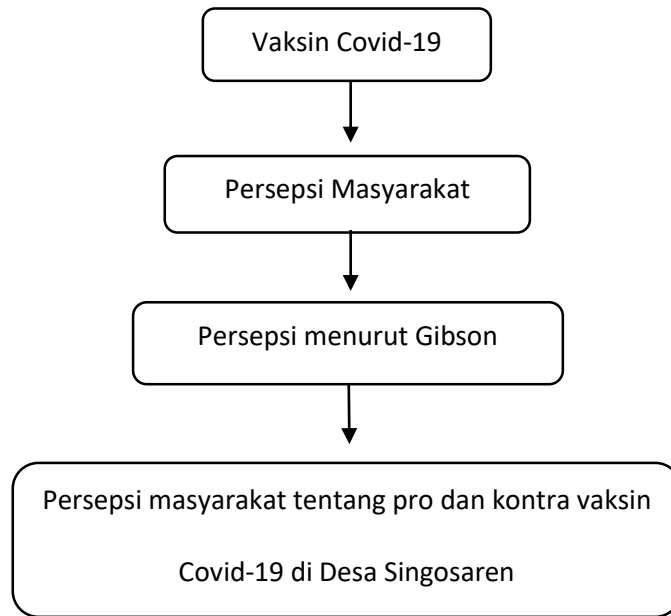 Vaksin Covid-19
Persepsi Masyarakat
Persepsi menurut Gibson
Persepsi masyarakat tentang pro dan kontra vaksin
Covid-19 di Desa Singosaren